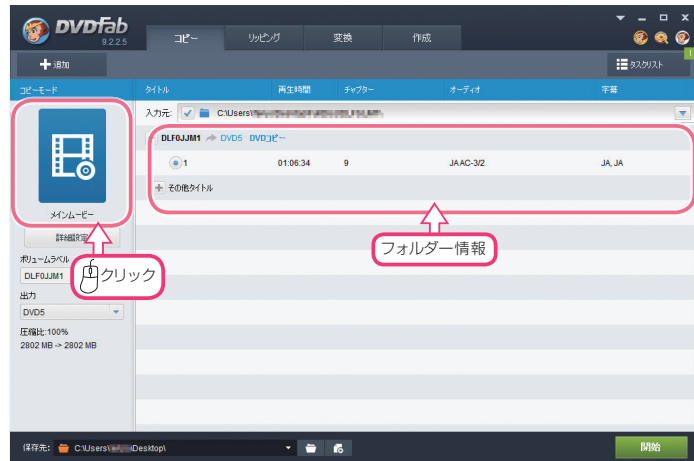 DVDFab
9.2.2.5
コピー
リッピング
変換
作成
追加
タスクリスト
1
コピーモード
タイトル
再生時間
チャプター
オーディオ
字幕
入力元:
C:\Users\
DLF0JJM1
DVD5
DVDコピー
1
01:06:34
9
JA AC-3/2
JA, JA
その他タイトル
メインムービー
フォルダー情報
詳細設定
クリック
ボリュームラベル
DLF0JJM1
出力
DVD5
圧縮比:100%
2802 MB -> 2802 MB
保存先:
C:\Users\
\Desktop\
開始